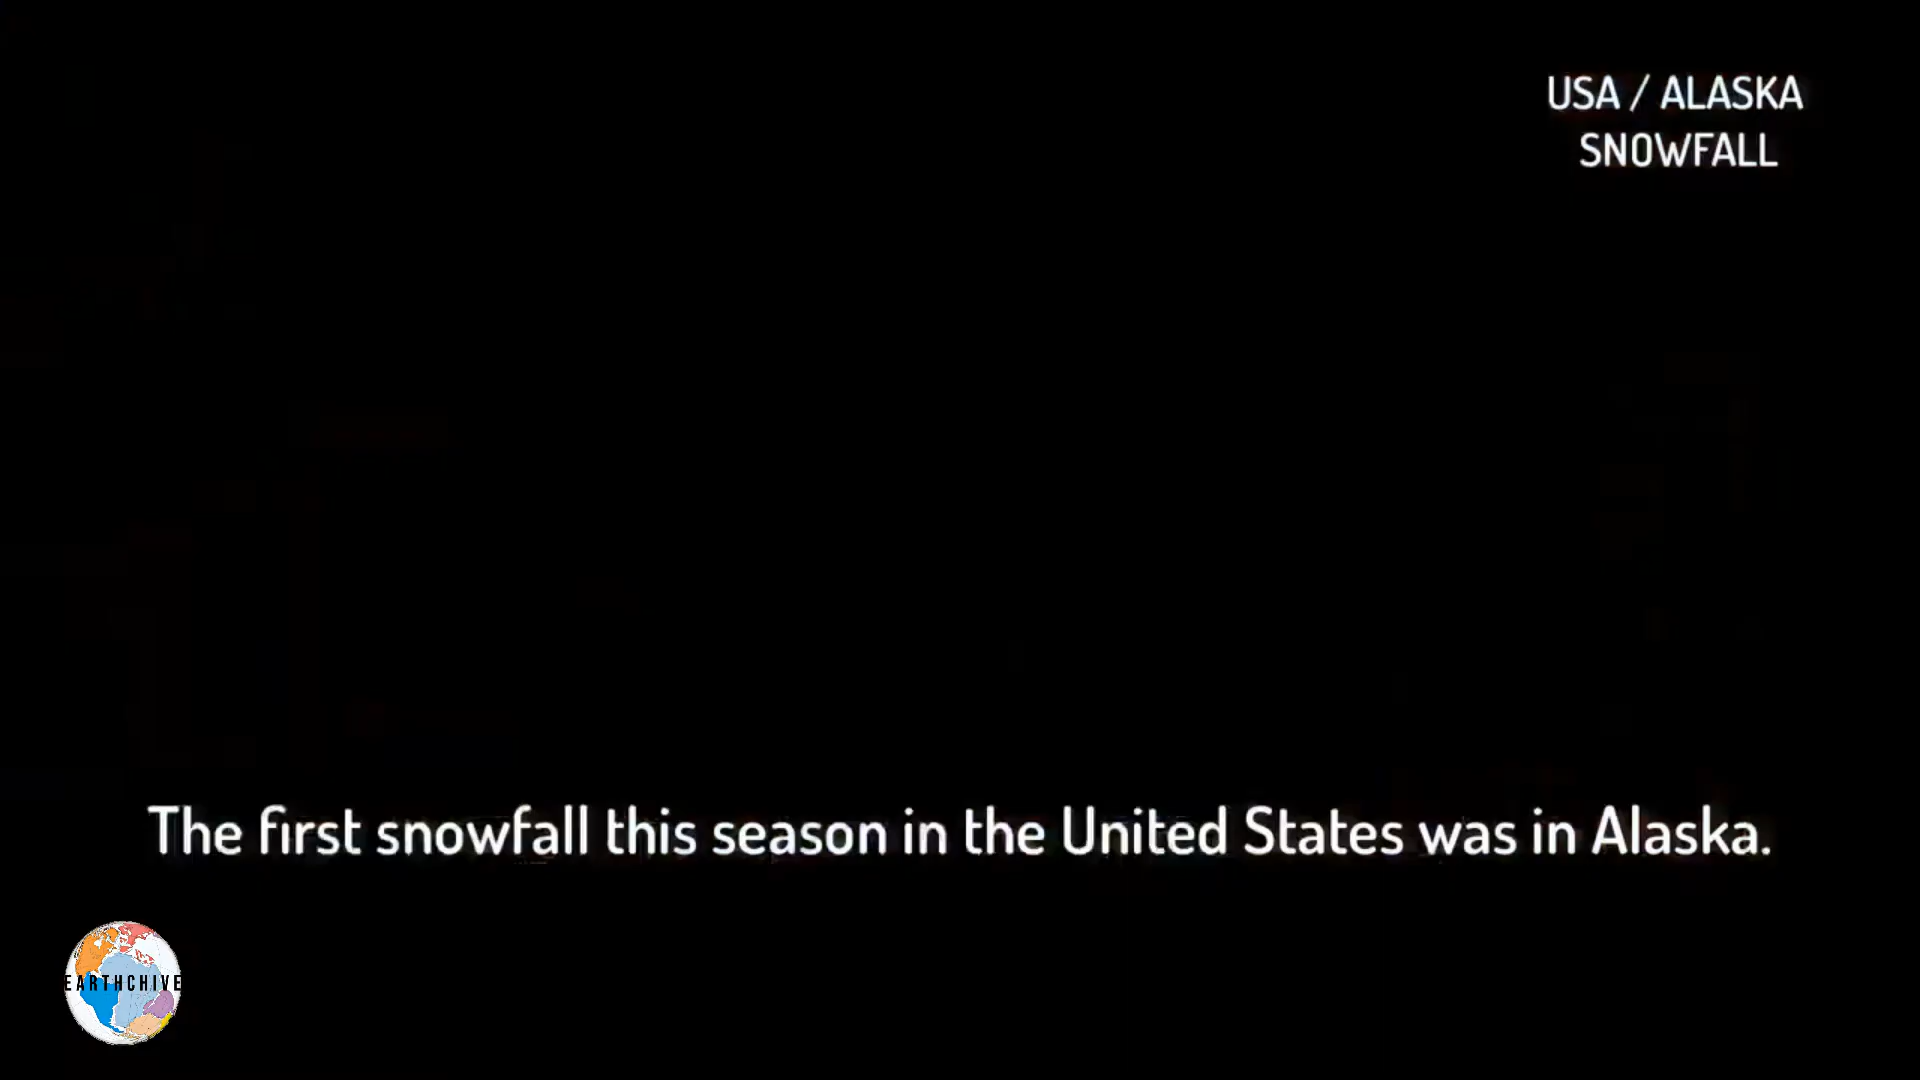 USA / ALASKA
SNOWFALL
The first snowfall this season in the United States was in Alaska.
EARTHCHIVE